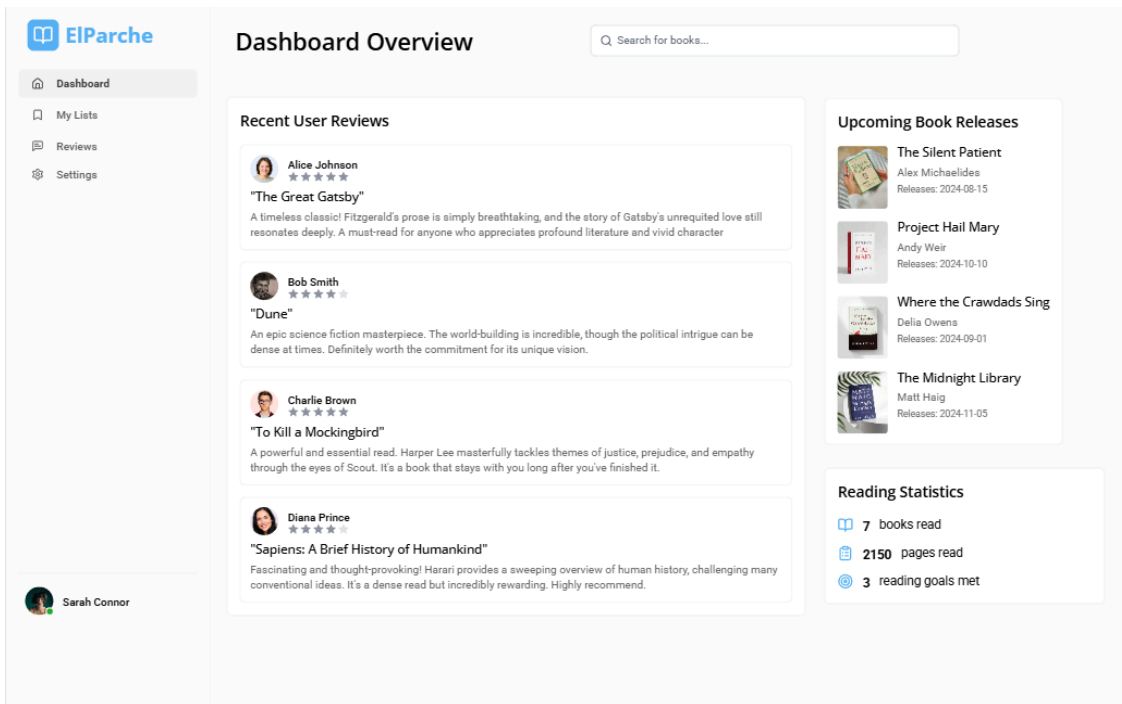 ElParche
Dashboard
My Lists
Reviews
Settings
Sarah Connor
Dashboard Overview
Search for books...
Recent User Reviews
Alice Johnson
"The Great Gatsby"
A timeless classic! Fitzgerald's prose is simply breathtaking, and the story of Gatsby's unrequited love still
resonates deeply. A must-read for anyone who appreciates profound literature and vivid character
Bob Smith
"Dune"
An epic science fiction masterpiece. The world-building is incredible, though the political intrigue can be
dense at times. Definitely worth the commitment for its unique vision.
Charlie Brown
"To Kill a Mockingbird"
A powerful and essential read. Harper Lee masterfully tackles themes of justice, prejudice, and empathy
through the eyes of Scout. It's a book that stays with you long after you've finished it.
Diana Prince
"Sapiens: A Brief History of Humankind"
Fascinating and thought-provoking! Harari provides a sweeping overview of human history, challenging many
conventional ideas. It's a dense read but incredibly rewarding. Highly recommend.
Upcoming Book Releases
The Silent Patient
Alex Michaelides
Releases: 2024-08-15
Project Hail Mary
Andy Weir
Releases: 2024-10-10
Where the Crawdads Sing
Delia Owens
Releases: 2024-09-01
The Midnight Library
Matt Haig
Releases: 2024-11-05
Reading Statistics
7 books read
2150 pages read
3 reading goals met